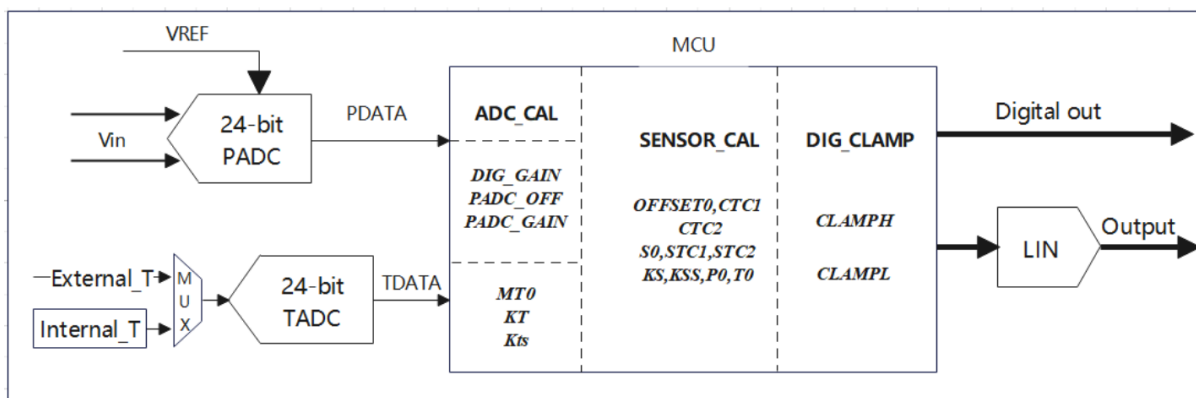 VREF
MCU
Vin
24-bit
PADC
PDATA
ADC_CAL
DIG_GAIN
PADC_OFF
PADC_GAIN
SENSOR_CAL
OFFSET0,CTC1
CTC2
S0,STC1,STC2
KS,KSS,P0,T0
DIG_CLAMP
CLAMPH
CLAMPL
Digital out
LIN
Output
External_T
Internal_T
M
U
X
24-bit
TADC
TDATA
MT0
KT
Kts